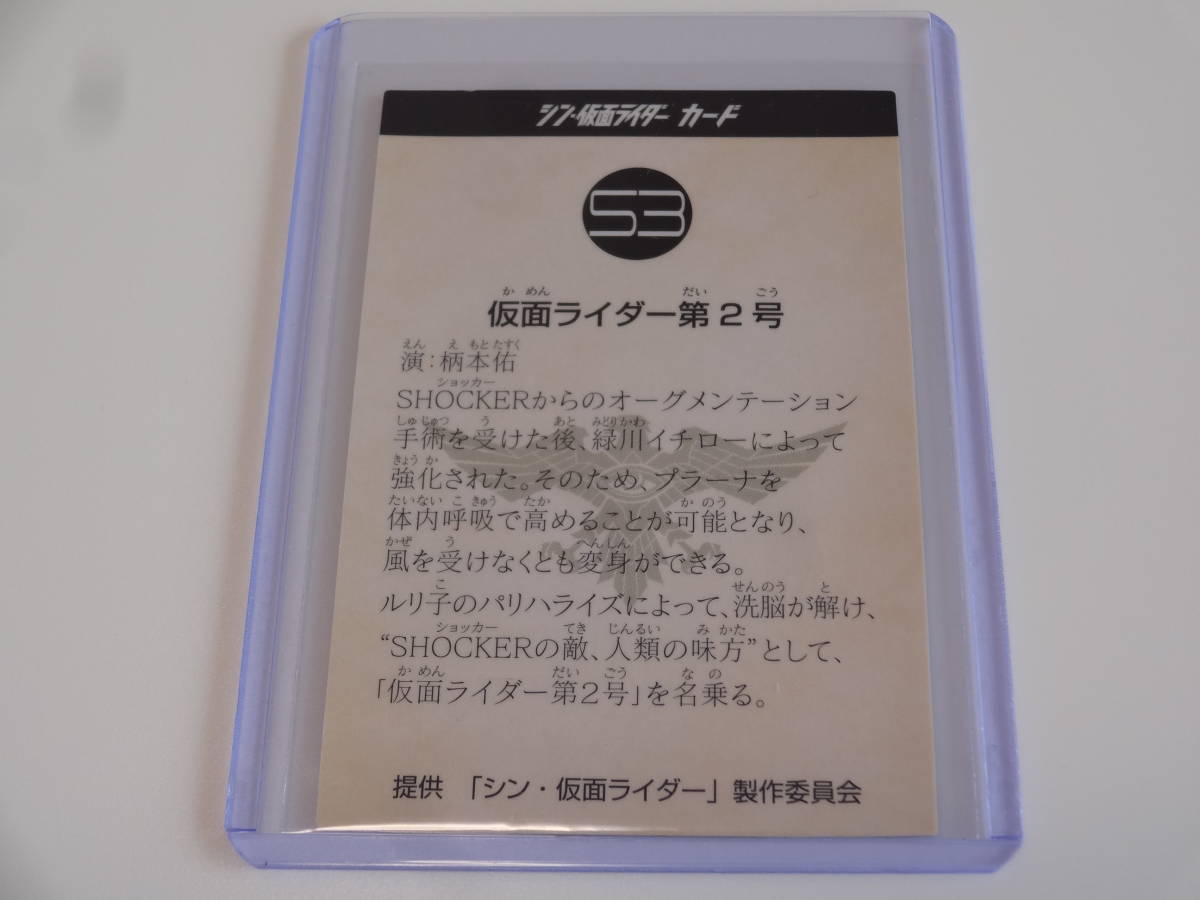 シン・仮面ライダー カード
53
仮面ライダー第2号
演：柄本佑
SHOCKERからのオーグメンテーション
手術を受けた後、緑川イチローによって
強化された。そのため、プラーナを
体内呼吸で高めることが可能となり、
風を受けなくとも変身ができる。
ルリ子のパリハライズによって、洗脳が解け、
“SHOCKERの敵、人類の味方”として、
「仮面ライダー第2号」を名乗る。
提供 「シン・仮面ライダー」製作委員会